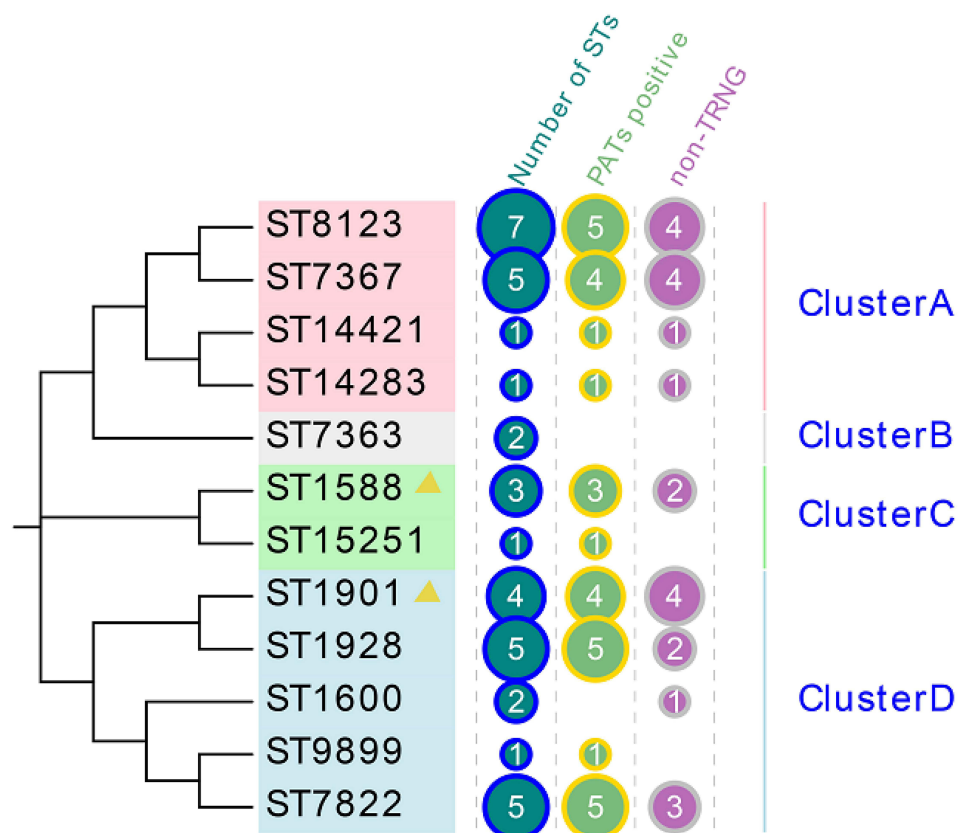 Number of STs
PATs positive
non-TRNG
ST8123 7 5 4
ST7367 5 4 4
ClusterA
ST14421 1 1 1
ST14283 1 1 1
ST7363 2
ClusterB
ST1588 3 3 2
ClusterC
ST15251 1 1
ST1901 4 4 4
ST1928 5 5 2
ST1600 2 1
ClusterD
ST9899 1 1
ST7822 5 5 3